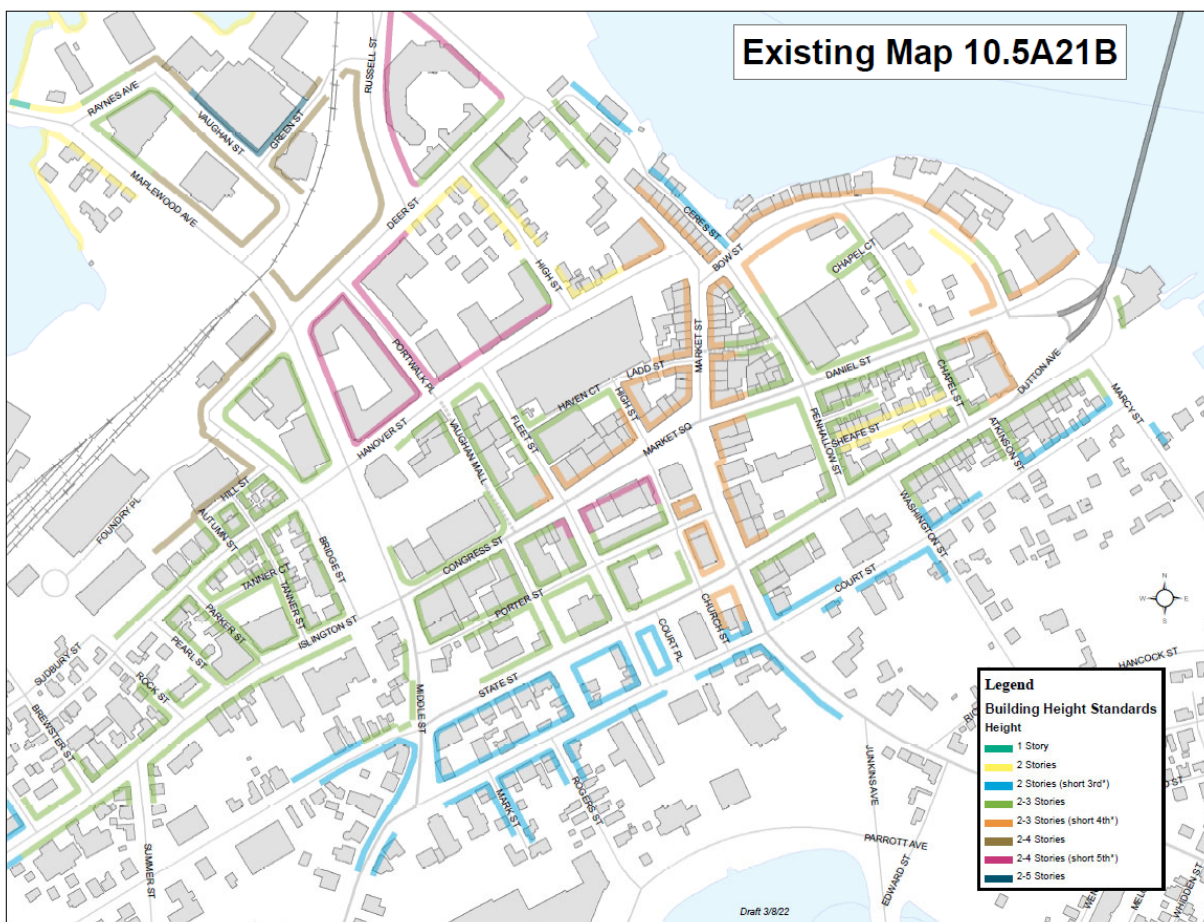 Existing Map 10.5A21B
RUSSELL ST
RAYNES AVE
VAUGHAN ST
GREEN ST
MAPLEWOOD AVE
DEER ST
HIGH ST
CERES ST
BOW ST
CHAPEL CT
PORTWALK PL
MARKET ST
LADD ST
DANIEL ST
HAVEN CT
HIGH ST
CHAPEL ST
DUTTON AVE
MARCY ST
HANOVER ST
VAUGHAN MALL
FLEET ST
MARKET SQ
PENHALLOW ST
SHEAFE ST
ATKINSON ST
FOUNDRY PL
HILL ST
AUTUMN ST
BRIDGE ST
CONGRESS ST
WASHINGTON ST
TANNER CT
TANNER ST
PORTER ST
COURT ST
N
W E
S
PARKER ST
PEARL ST
ISLINGTON ST
CHURCH ST
COURT PL
SUDBURY ST
ROCK ST
STATE ST
HANCOCK ST
BREWSTER ST
MIDDLE ST
MARK ST
ROGERS ST
JUNKINS AVE
SUMMER ST
PARROTT AVE
EDWARD ST
WHIDDEN ST
Legend
Building Height Standards
Height
1 Story
2 Stories
2 Stories (short 3rd*)
2-3 Stories
2-3 Stories (short 4th*)
2-4 Stories
2-4 Stories (short 5th*)
2-5 Stories
Draft 3/8/22